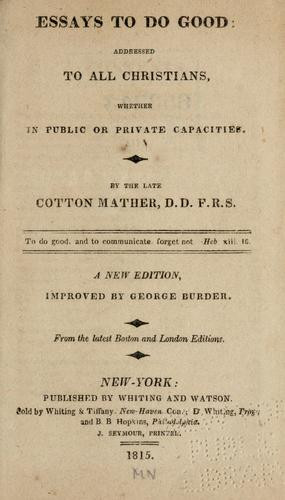 ESSAYS TO DO GOOD:
ADDRESSED
TO ALL CHRISTIANS,
WHETHER
IN PUBLIC OR PRIVATE CAPACITIES.
BY THE LATE
COTTON MATHER, D.D. F.R.S.
To do good, and to communicate forget not Heb xiii. 16.
A NEW EDITION,
IMPROVED BY GEORGE BURDER.
From the latest Boston and London Editions.
NEW-YORK:
PUBLISHED BY WHITING AND WATSON.
Sold by Whiting & Tiffany, New-Haven Con.; D. Whiting, Troy;
and B. B. Hopkins, Philadelphia.
J. SEYMOUR, PRINTER.
1815.
MN